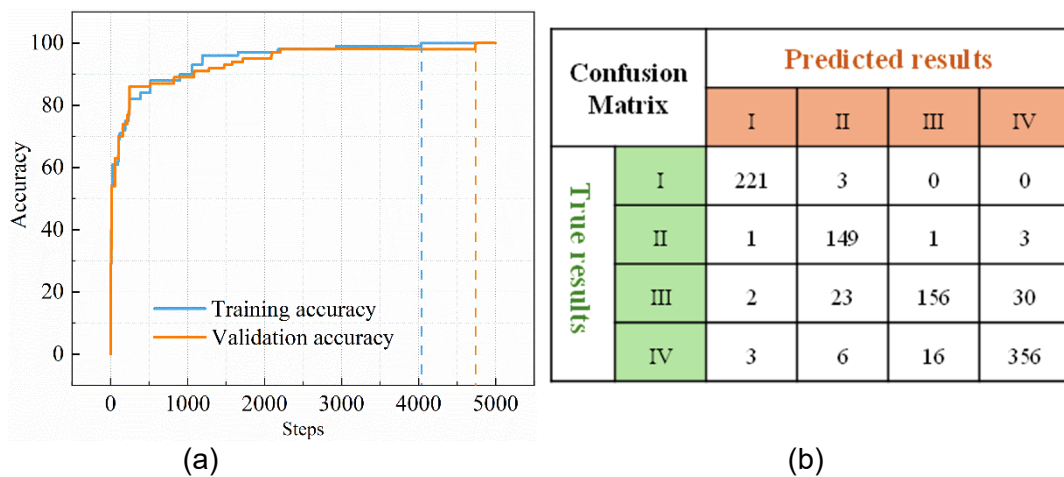 100
80
60
40
20
0
Accuracy
Training accuracy
Validation accuracy
0 1000 2000 3000 4000 5000
Steps
(a)
Confusion
Matrix
Predicted results
I II III IV
True results
I 221 3 0 0
II 1 149 1 3
III 2 23 156 30
IV 3 6 16 356
(b)